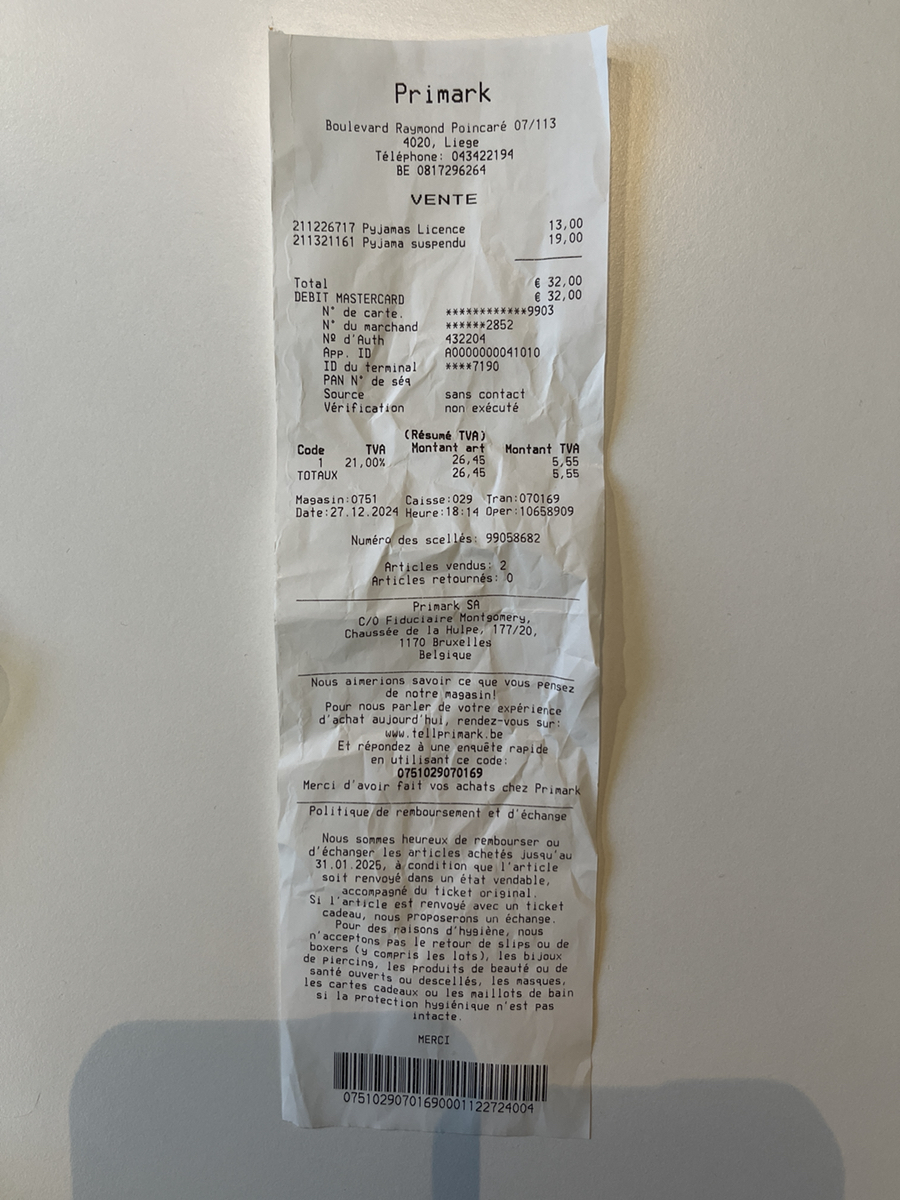 Primark
Boulevard Raymond Poincaré 07/113
4020, Liege
Téléphone: 043422194
BE 0817296264
VENTE
211226717 Pyjamas Licence 13,00
211321161 Pyjama suspendu 19,00
Total € 32,00
DEBIT MASTERCARD € 32,00
N° de carte. ************9903
N° du marchand ******2852
Nº d'Auth 432204
App. ID A0000000041010
ID du terminal ****7190
PAN N° de séq
Source sans contact
Vérification non exécuté
(Résumé TVA)
Code TVA Montant art Montant TVA
1 21,00% 26,45 5,55
TOTAUX 26,45 5,55
Magasin:0751 Caisse:029 Tran:070169
Date:27.12.2024 Heure:18:14 Oper:10658909
Numéro des scellés: 99058682
Articles vendus: 2
Articles retournés: 0
Primark SA
C/O Fiduciaire Montgomery,
Chaussée de la Hulpe, 177/20,
1170 Bruxelles
Belgique
Nous aimerions savoir ce que vous pensez
de notre magasin!
Pour nous parler de votre expérience
d'achat aujourd'hui, rendez-vous sur:
www.tellprimark.be
Et répondez à une enquête rapide
en utilisant ce code:
0751029070169
Merci d'avoir fait vos achats chez Primark
Politique de remboursement et d'échange
Nous sommes heureux de rembourser ou
d'échanger les articles achetés jusqu'au
31.01.2025, à condition que l'article
soit renvoyé dans un état vendable,
accompagné du ticket original.
Si l'article est renvoyé avec un ticket
cadeau, nous proposerons un échange.
Pour des raisons d'hygiène, nous
n'acceptons pas le retour de slips ou de
boxers (y compris les lots), les bijoux
de piercing, les produits de beauté ou de
santé ouverts ou descellés, les masques,
les cartes cadeaux ou les maillots de bain
si la protection hygiénique n'est pas
intacte.
MERCI
07510290701690001122724004